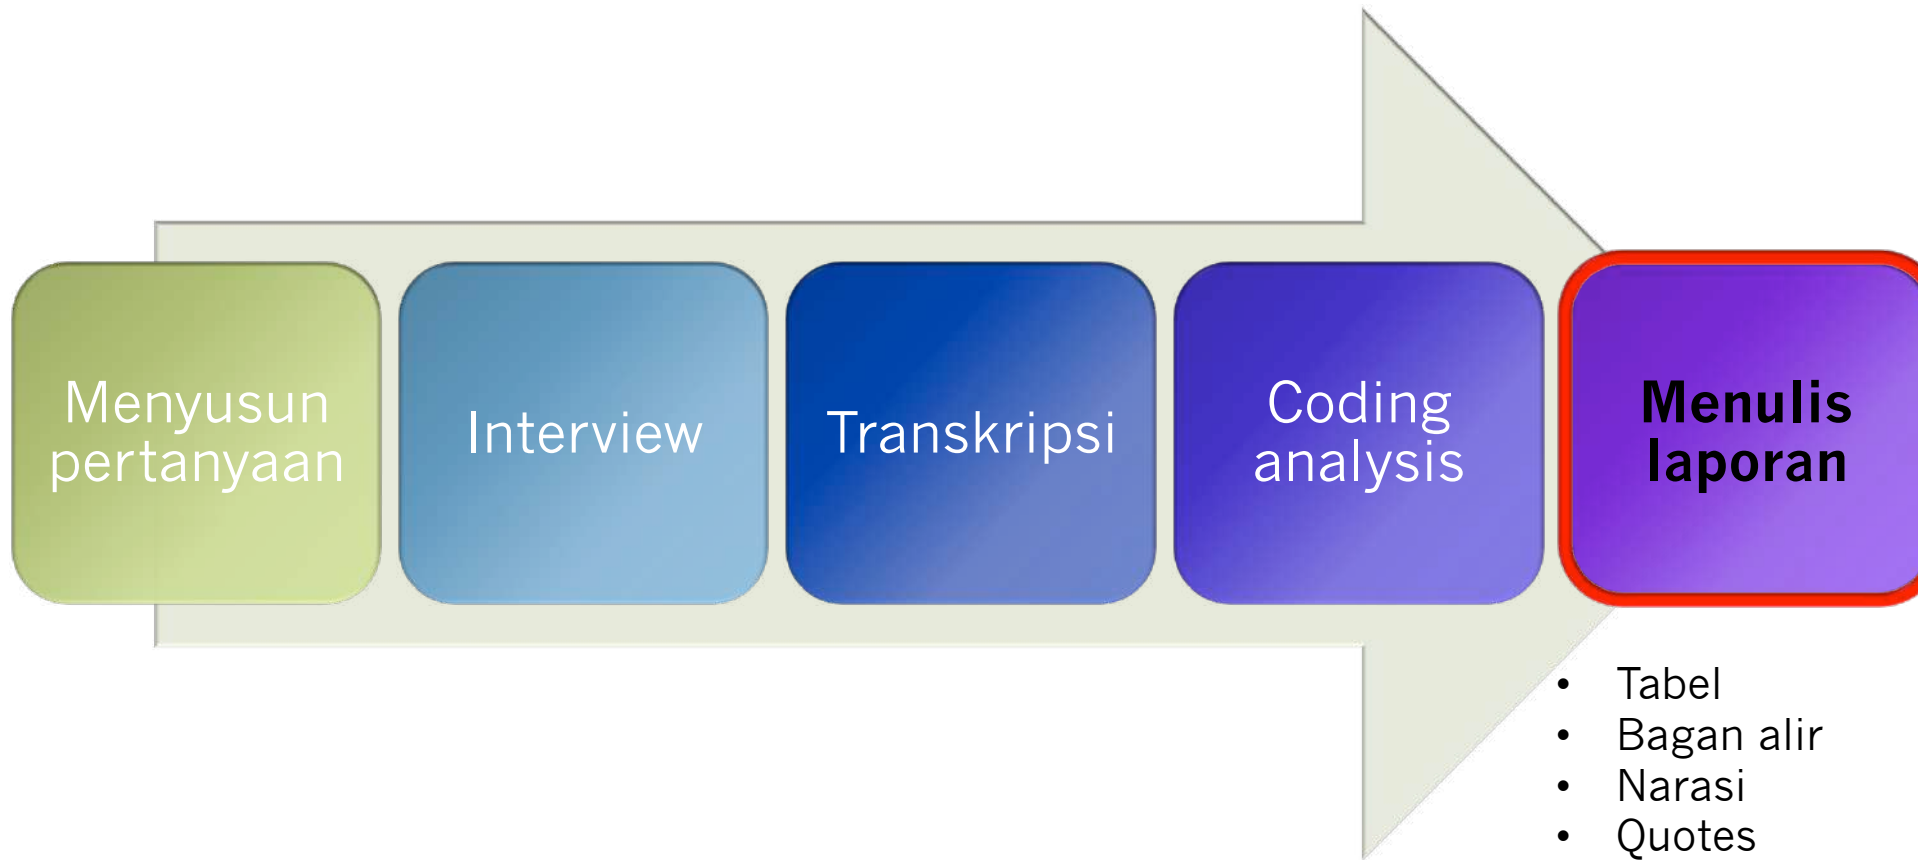 Menyusun
pertanyaan
Interview
Transkripsi
Coding
analysis
Menulis
laporan
• Tabel
• Bagan alir
• Narasi
• Quotes